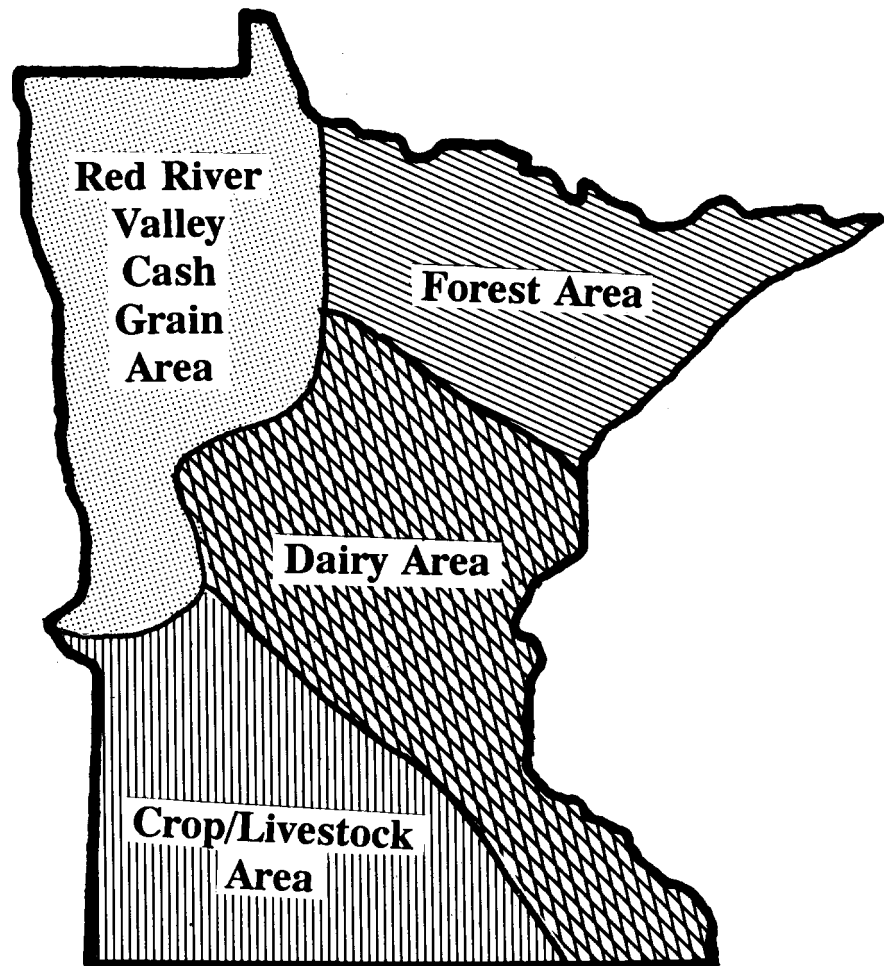 Red River
Valley
Cash
Grain
Area
Forest Area
Dairy Area
Crop/Livestock
Area